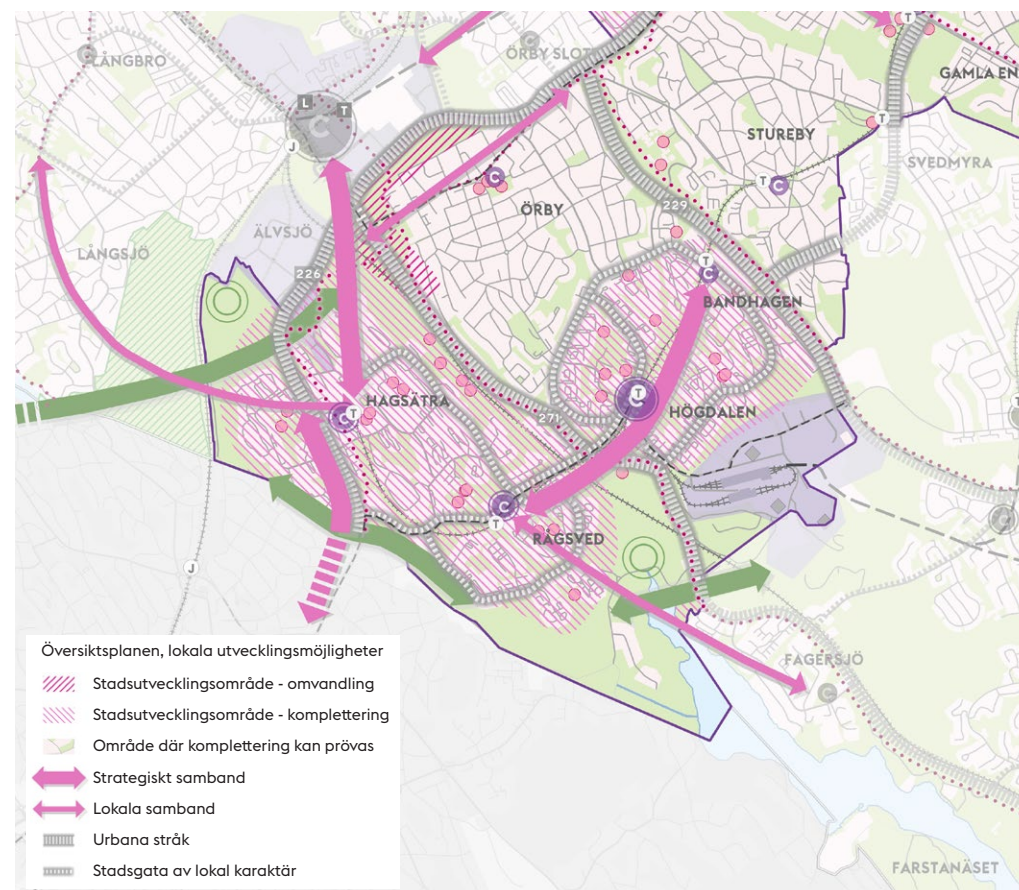 LÅNGBRO
ÖRBY SLOT
T
GAMLA EN
L
T
C
J
STUREBY
T
SVEDMYRA
C
T
C
ÖRBY
229
LÅNGSJÖ
ÄLVSJÖ
226
T
C
BANDHAGEN
HAGSÄTRA
C
T
C
T
HÖGDALEN
271
C
T
RÅGSVED
J
FAGERSJÖ
C
FARSTANÄSET
Översiktsplanen, lokala utvecklingsmöjligheter
Stadsutvecklingsområde - omvandling
Stadsutvecklingsområde - komplettering
Område där komplettering kan prövas
Strategiskt samband
Lokala samband
Urbana stråk
Stadsgata av lokal karaktär